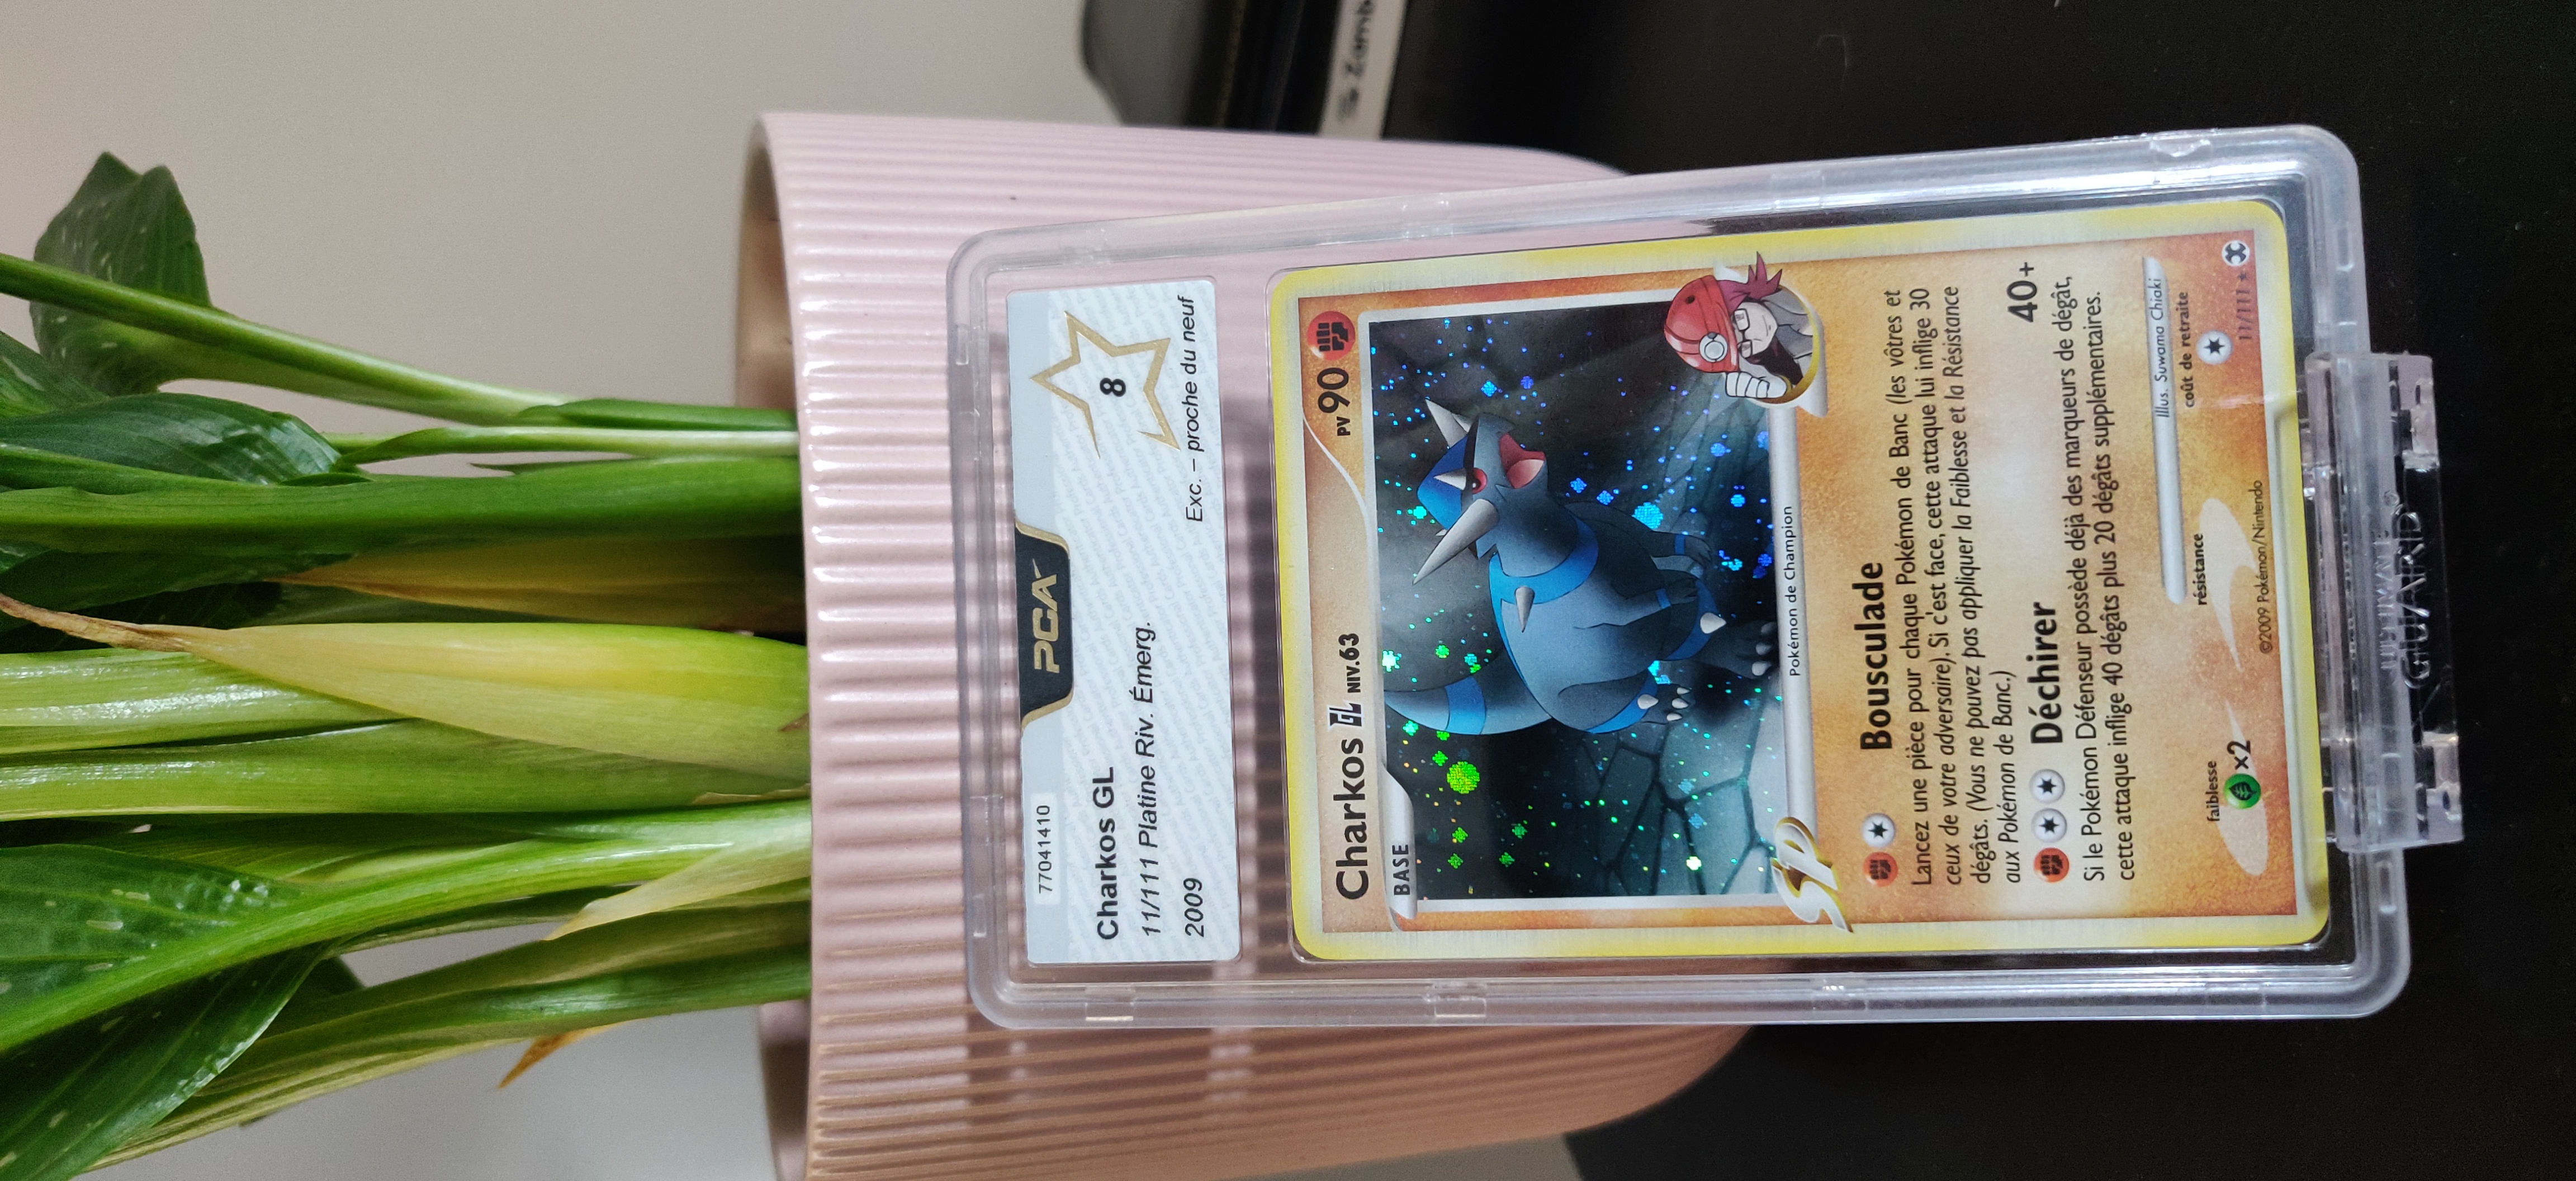 77041410
PCA
Charkos GL
8
11/111 Platine Riv. Émerg.
2009
Exc. – proche du neuf
Charkos GL NIV.63
PV 90
BASE
SP
Pokémon de Champion
Bousculade
Lancez une pièce pour chaque Pokémon de Banc (les vôtres et
ceux de votre adversaire). Si c'est face, cette attaque lui inflige 30
dégâts. (Vous ne pouvez pas appliquer la Faiblesse et la Résistance
aux Pokémon de Banc.)
Déchirer 40+
Si le Pokémon Défenseur possède déjà des marqueurs de dégât,
cette attaque inflige 40 dégâts plus 20 dégâts supplémentaires.
Illus. Suwama Chiaki
faiblesse
résistance
coût de retraite
×2
©2009 Pokémon/Nintendo
11/111
ULTIMATE
GUARD®